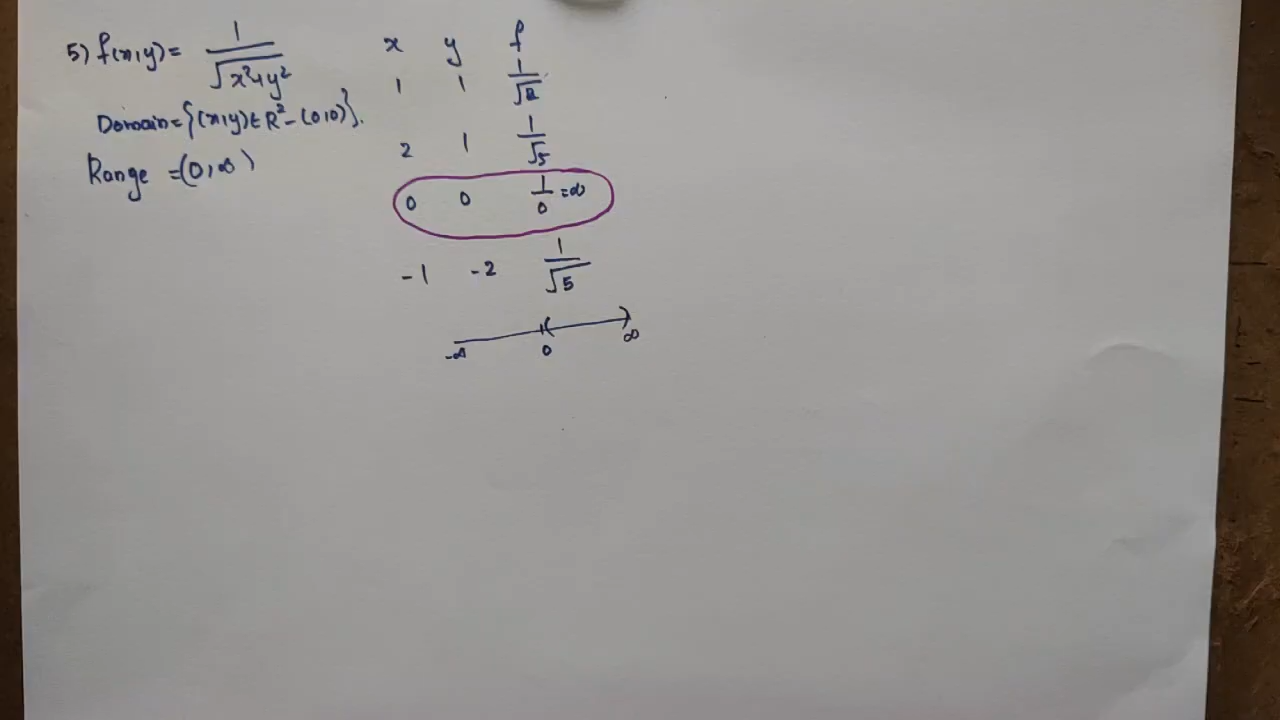 5) f(x,y) = 1/√x²+y²
Domain = {(x,y) ∈ R² - (0,0)}.
Range = (0,∞)
x y f
1 1 1/√2
2 1 1/√5
0 0 1/0 = ∞
-1 -2 1/√5
-∞ 0 ∞